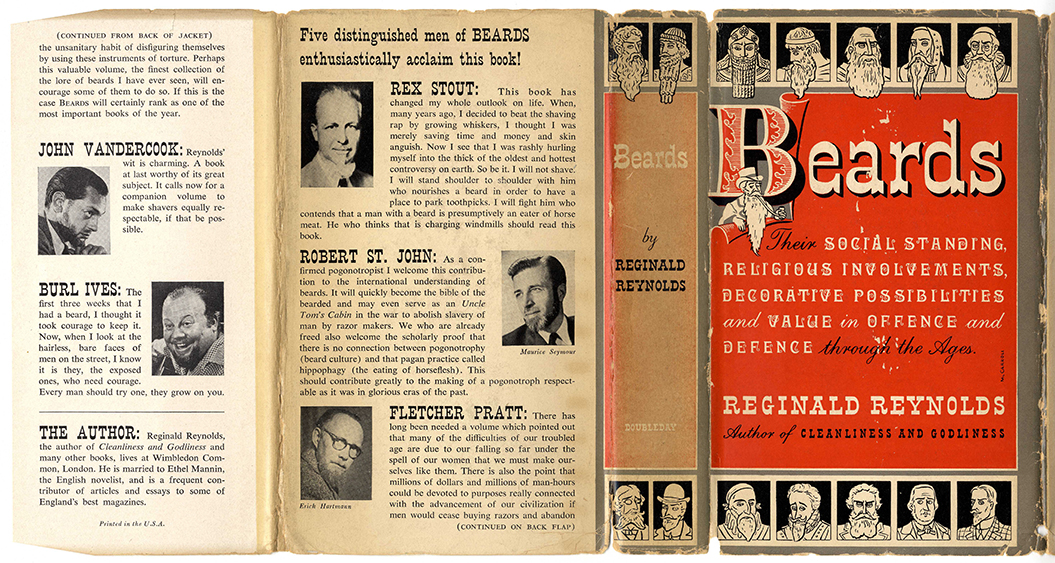 (CONTINUED FROM BACK OF JACKET)
the unsanitary habit of disfiguring themselves
by using these instruments of torture. Perhaps
this valuable volume, the finest collection of
the lore of beards I have ever seen, will en-
courage some of them to do so. If this is the
case BEARDS will certainly rank as one of the
most important books of the year.
JOHN VANDERCOOK: Reynolds'
wit is charming. A book
at last worthy of its great
subject. It calls now for a
companion volume to
make shavers equally re-
spectable, if that be pos-
sible.
BURL IVES: The
first three weeks that I
had a beard, I thought it
took courage to keep it.
Now, when I look at the
hairless, bare faces of
men on the street, I know
it is they, the exposed
ones, who need courage.
Every man should try one, they grow on you.
THE AUTHOR: Reginald Reynolds,
the author of Cleanliness and Godliness and
many other books, lives at Wimbledon Com-
mon, London. He is married to Ethel Mannin,
the English novelist, and is a frequent con-
tributor of articles and essays to some of
England's best magazines.
Printed in the U.S.A.
Five distinguished men of BEARDS
enthusiastically acclaim this book!
REX STOUT: This book has
changed my whole outlook on life. When,
many years ago, I decided to beat the shaving
rap by growing whiskers, I thought I was
merely saving time and money and skin
anguish. Now I see that I was rashly hurling
myself into the thick of the oldest and hottest
controversy on earth. So be it. I will not shave.
I will stand shoulder to shoulder with him
who nourishes a beard in order to have a
place to park toothpicks. I will fight him who
contends that a man with a beard is presumptively an eater of horse
meat. He who thinks that is charging windmills should read this
book.
ROBERT ST. JOHN: As a con-
firmed pogonotropist I welcome this contribu-
tion to the international understanding of
beards. It will quickly become the bible of the
bearded and may even serve as an Uncle
Tom's Cabin in the war to abolish slavery of
man by razor makers. We who are already
freed also welcome the scholarly proof that
there is no connection between pogonotrophy
(beard culture) and that pagan practice called
hippophagy (the eating of horseflesh). This
should contribute greatly to the making of a pogonotroph respect-
able as it was in glorious eras of the past.
Maurice Seymour
FLETCHER PRATT: There has
long been needed a volume which pointed out
that many of the difficulties of our troubled
age are due to our falling so far under the
spell of our women that we must make our-
selves like them. There is also the point that
millions of dollars and millions of man-hours
could be devoted to purposes really connected
with the advancement of our civilization if
men would cease buying razors and abandon
(CONTINUED ON BACK FLAP)
Erich Hartmann
Beards
by
REGINALD
REYNOLDS
DOUBLEDAY
Beards
Their SOCIAL STANDING,
RELIGIOUS INVOLVEMENTS,
DECORATIVE POSSIBILITIES
and VALUE in OFFENCE and
DEFENCE through the Ages.
REGINALD REYNOLDS
Author of CLEANLINESS AND GODLINESS